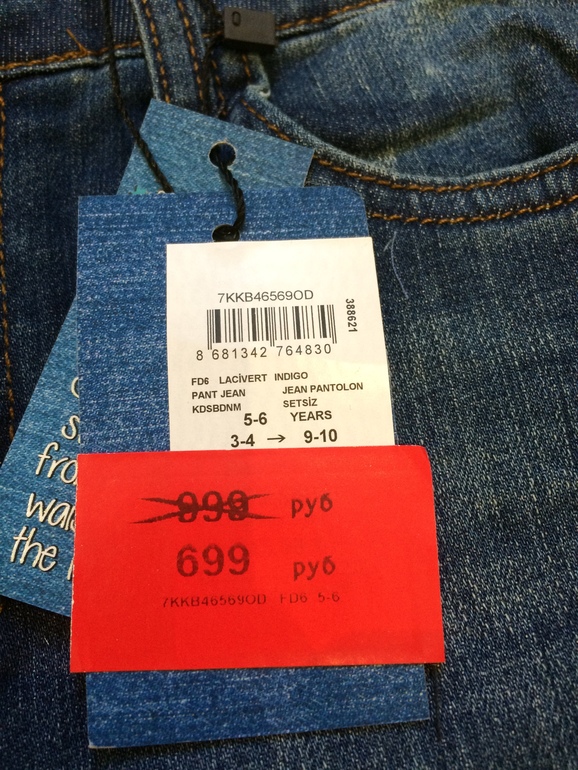 7KKB46569OD
388621
8 681342 764830
FD6 LACİVERT INDIGO
PANT JEAN JEAN PANTOLON
KDSBDNM SETSİZ
5-6 YEARS
3-4 → 9-10
999 руб
699 руб
7KKB46569OD FD6 5-6
the